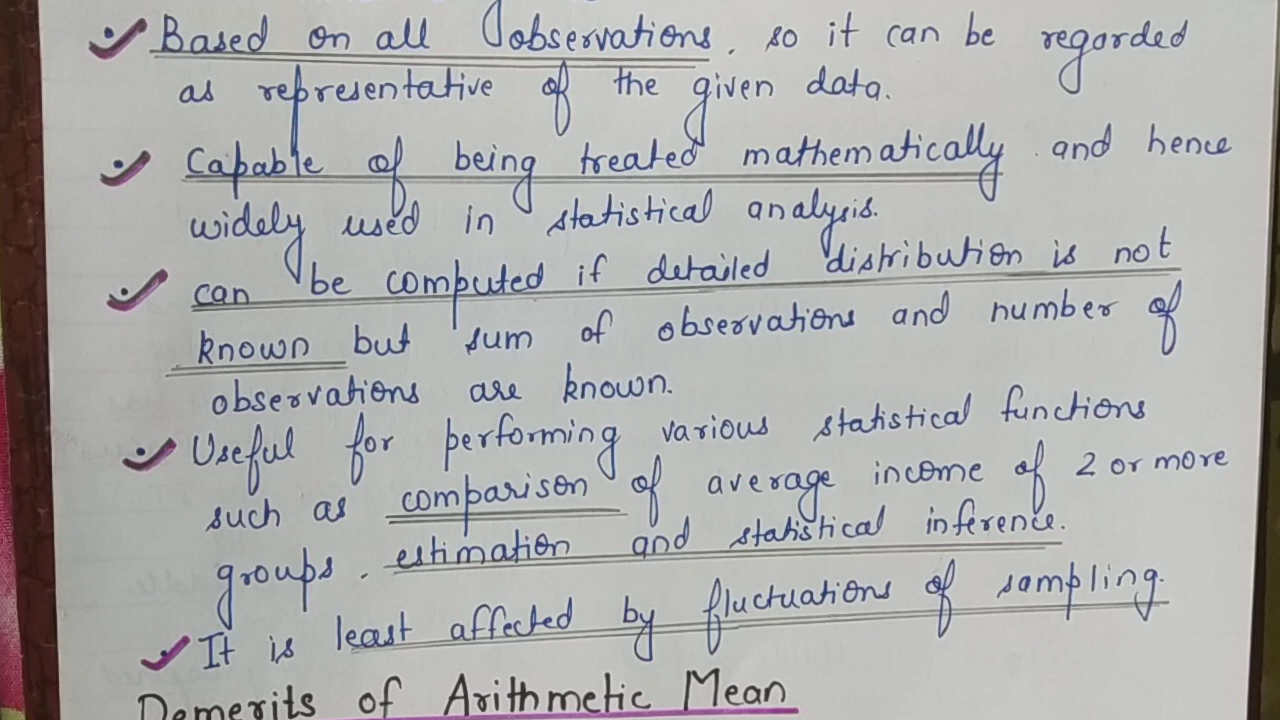 Based on all observations, so it can be regarded
as representative of the given data.
Capable of being treated mathematically and hence
widely used in statistical analysis.
can be computed if detailed distribution is not
known but sum of observations and number of
observations are known.
Useful for performing various statistical functions
such as comparison of average income of 2 or more
groups, estimation and statistical inference.
It is least affected by fluctuations of sampling.
Demerits of Arithmetic Mean